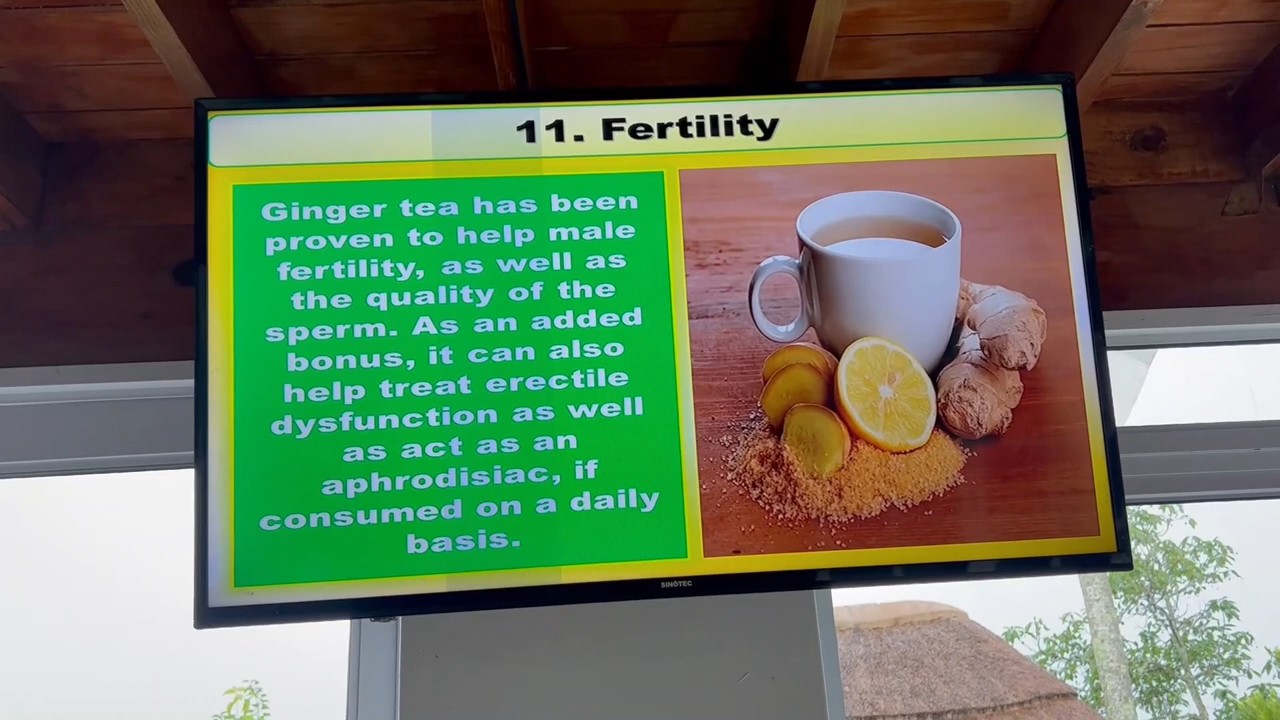 11. Fertility
Ginger tea has been
proven to help male
fertility, as well as
the quality of the
sperm. As an added
bonus, it can also
help treat erectile
dysfunction as well
as act as an
aphrodisiac, if
consumed on a daily
basis.
SINOTEC